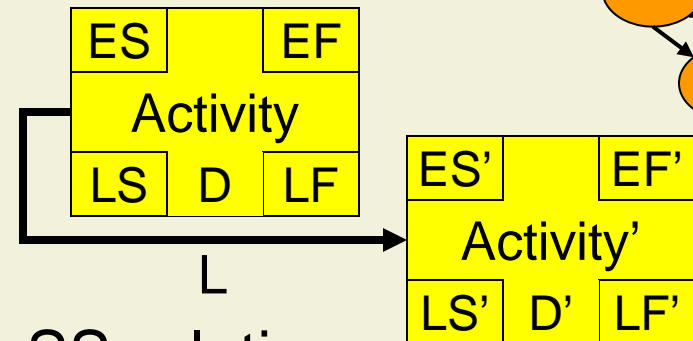 ES EF
Activity
LS D LF
ES’ EF’
Activity’
L
LS’ D’ LF’